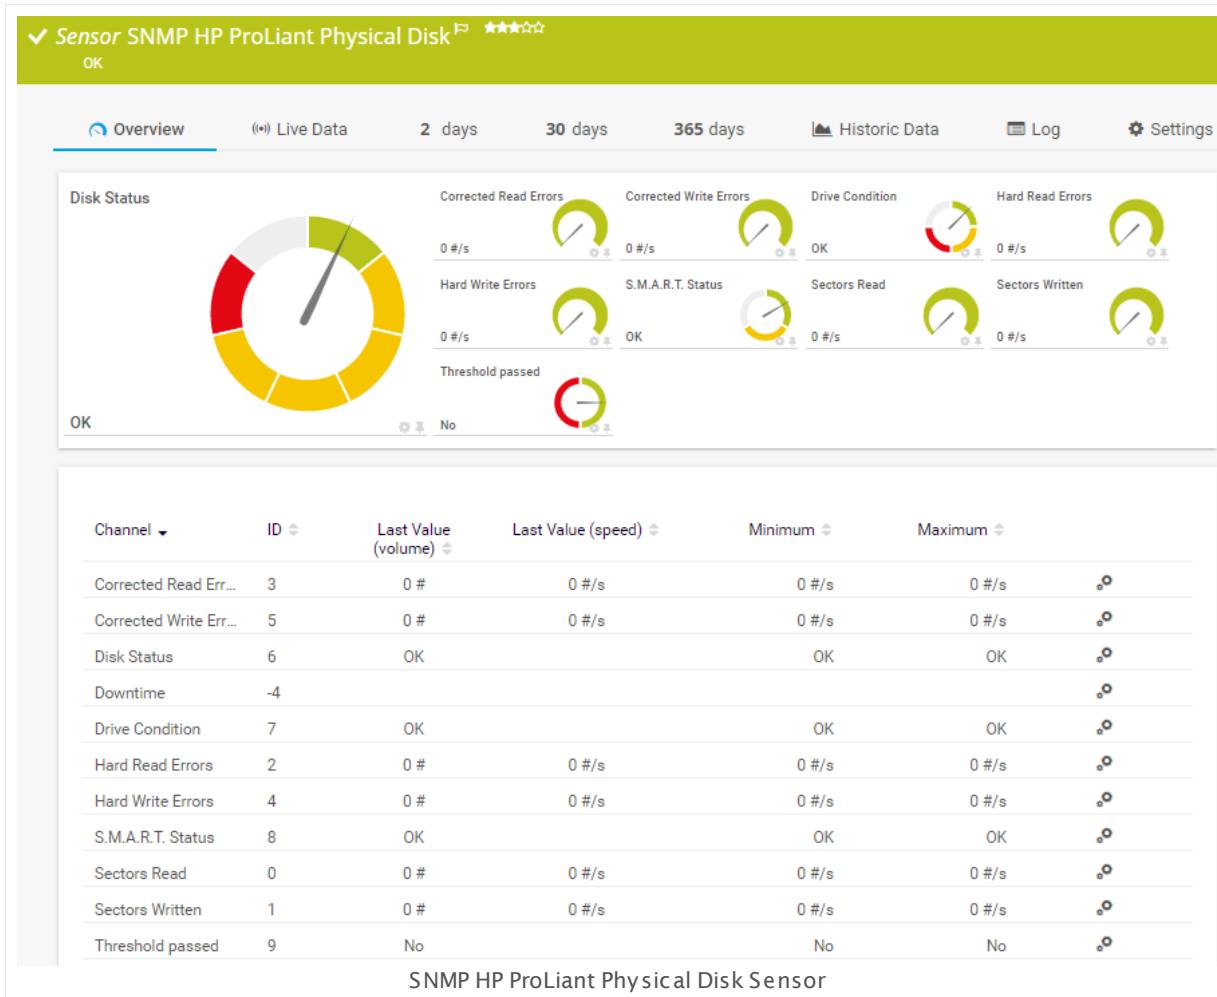 Sensor SNMP HP ProLiant Physical Disk
OK
Overview
Live Data
2 days
30 days
365 days
Historic Data
Log
Settings
Disk Status
OK
Corrected Read Errors
0 #/s
Corrected Write Errors
0 #/s
Drive Condition
OK
Hard Read Errors
0 #/s
Hard Write Errors
0 #/s
S.M.A.R.T. Status
OK
Sectors Read
0 #/s
Sectors Written
0 #/s
Threshold passed
No
Channel ID Last Value (volume) Last Value (speed) Minimum Maximum
Corrected Read Err... 3 0 # 0 #/s 0 #/s 0 #/s
Corrected Write Err... 5 0 # 0 #/s 0 #/s 0 #/s
Disk Status 6 OK OK OK
Downtime -4
Drive Condition 7 OK OK OK
Hard Read Errors 2 0 # 0 #/s 0 #/s 0 #/s
Hard Write Errors 4 0 # 0 #/s 0 #/s 0 #/s
S.M.A.R.T. Status 8 OK OK OK
Sectors Read 0 0 # 0 #/s 0 #/s 0 #/s
Sectors Written 1 0 # 0 #/s 0 #/s 0 #/s
Threshold passed 9 No No No
SNMP HP ProLiant Physical Disk Sensor